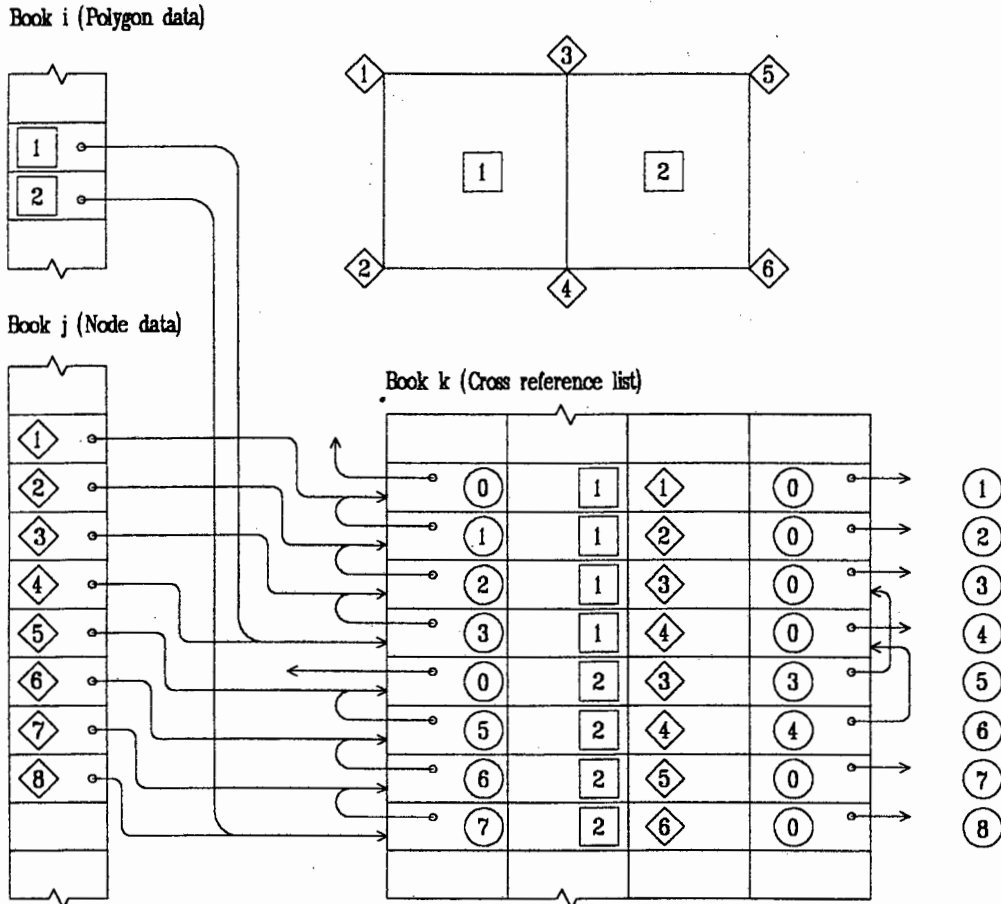 Book i (Polygon data)
1
2
1
3
5
1
2
2
4
6
Book j (Node data)
1
2
3
4
5
6
7
8
Book k (Cross reference list)
0 1 1 0 1
1 1 2 0 2
2 1 3 0 3
3 1 4 0 4
0 2 3 3 5
5 2 4 4 6
6 2 5 0 7
7 2 6 0 8